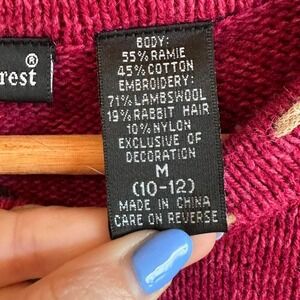 rest®
BODY:
55% RAMIE
45% COTTON
EMBROIDERY:
71% LAMBSWOOL
19% RABBIT HAIR
10% NYLON
EXCLUSIVE OF
DECORATION
M
(10-12)
MADE IN CHINA
CARE ON REVERSE